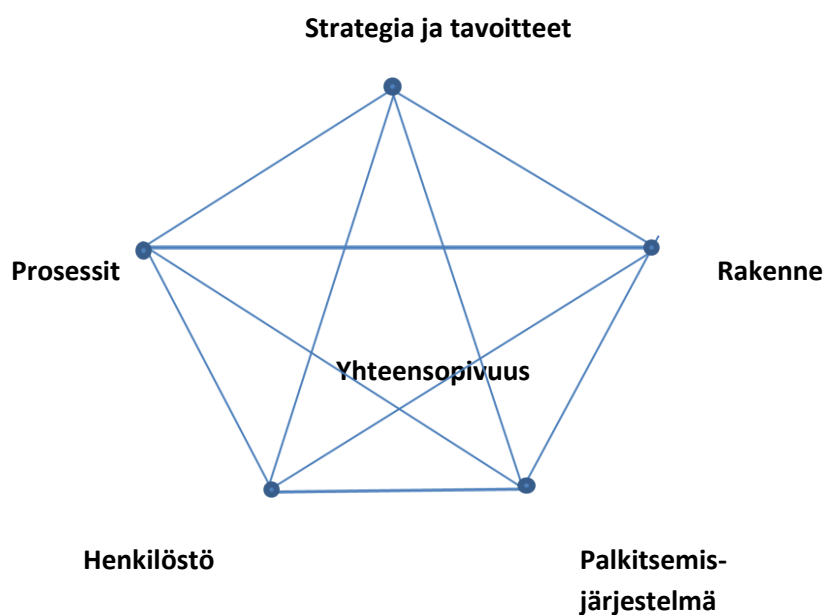 Strategia ja tavoitteet
Prosessit
Rakenne
Yhteensopivuus
Henkilöstö
Palkitsemis-
järjestelmä